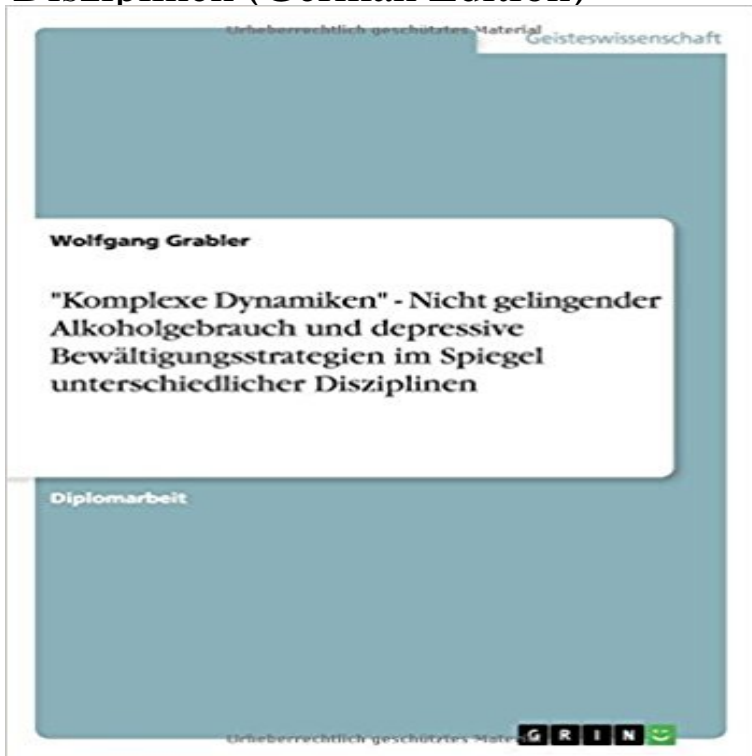 Disziplinen (German Edition)
Urheberrechtlich geschütztes Material
Geisteswissenschaft
Wolfgang Grabler
"Komplexe Dynamiken" - Nicht gelingender
Alkoholgebrauch und depressive
Bewältigungsstrategien im Spiegel
unterschiedlicher Disziplinen
Diplomarbeit
Urheberrechtlich geschütztes Mate
GRIN